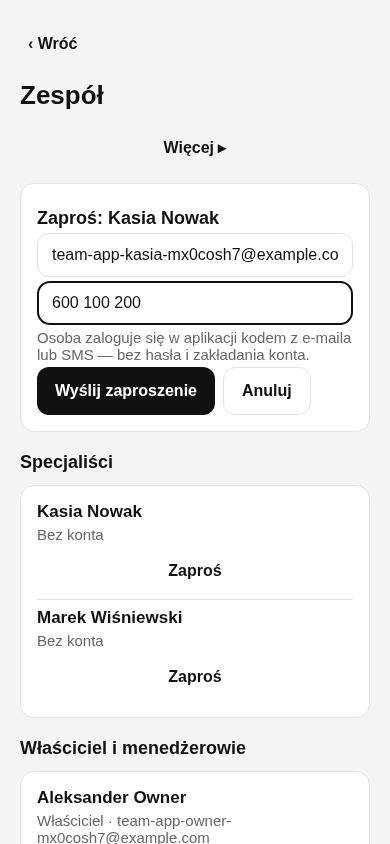 ‹ Wróć
Zespół
Więcej ▸
Zaproś: Kasia Nowak
team-app-kasia-mx0cosh7@example.co
600 100 200
Osoba zaloguje się w aplikacji kodem z e-maila
lub SMS — bez hasła i zakładania konta.
Wyślij zaproszenie
Anuluj
Specjaliści
Kasia Nowak
Bez konta
Zaproś
Marek Wiśniewski
Bez konta
Zaproś
Właściciel i menedżerowie
Aleksander Owner
Właściciel · team-app-owner-
mx0cosh7@example.com